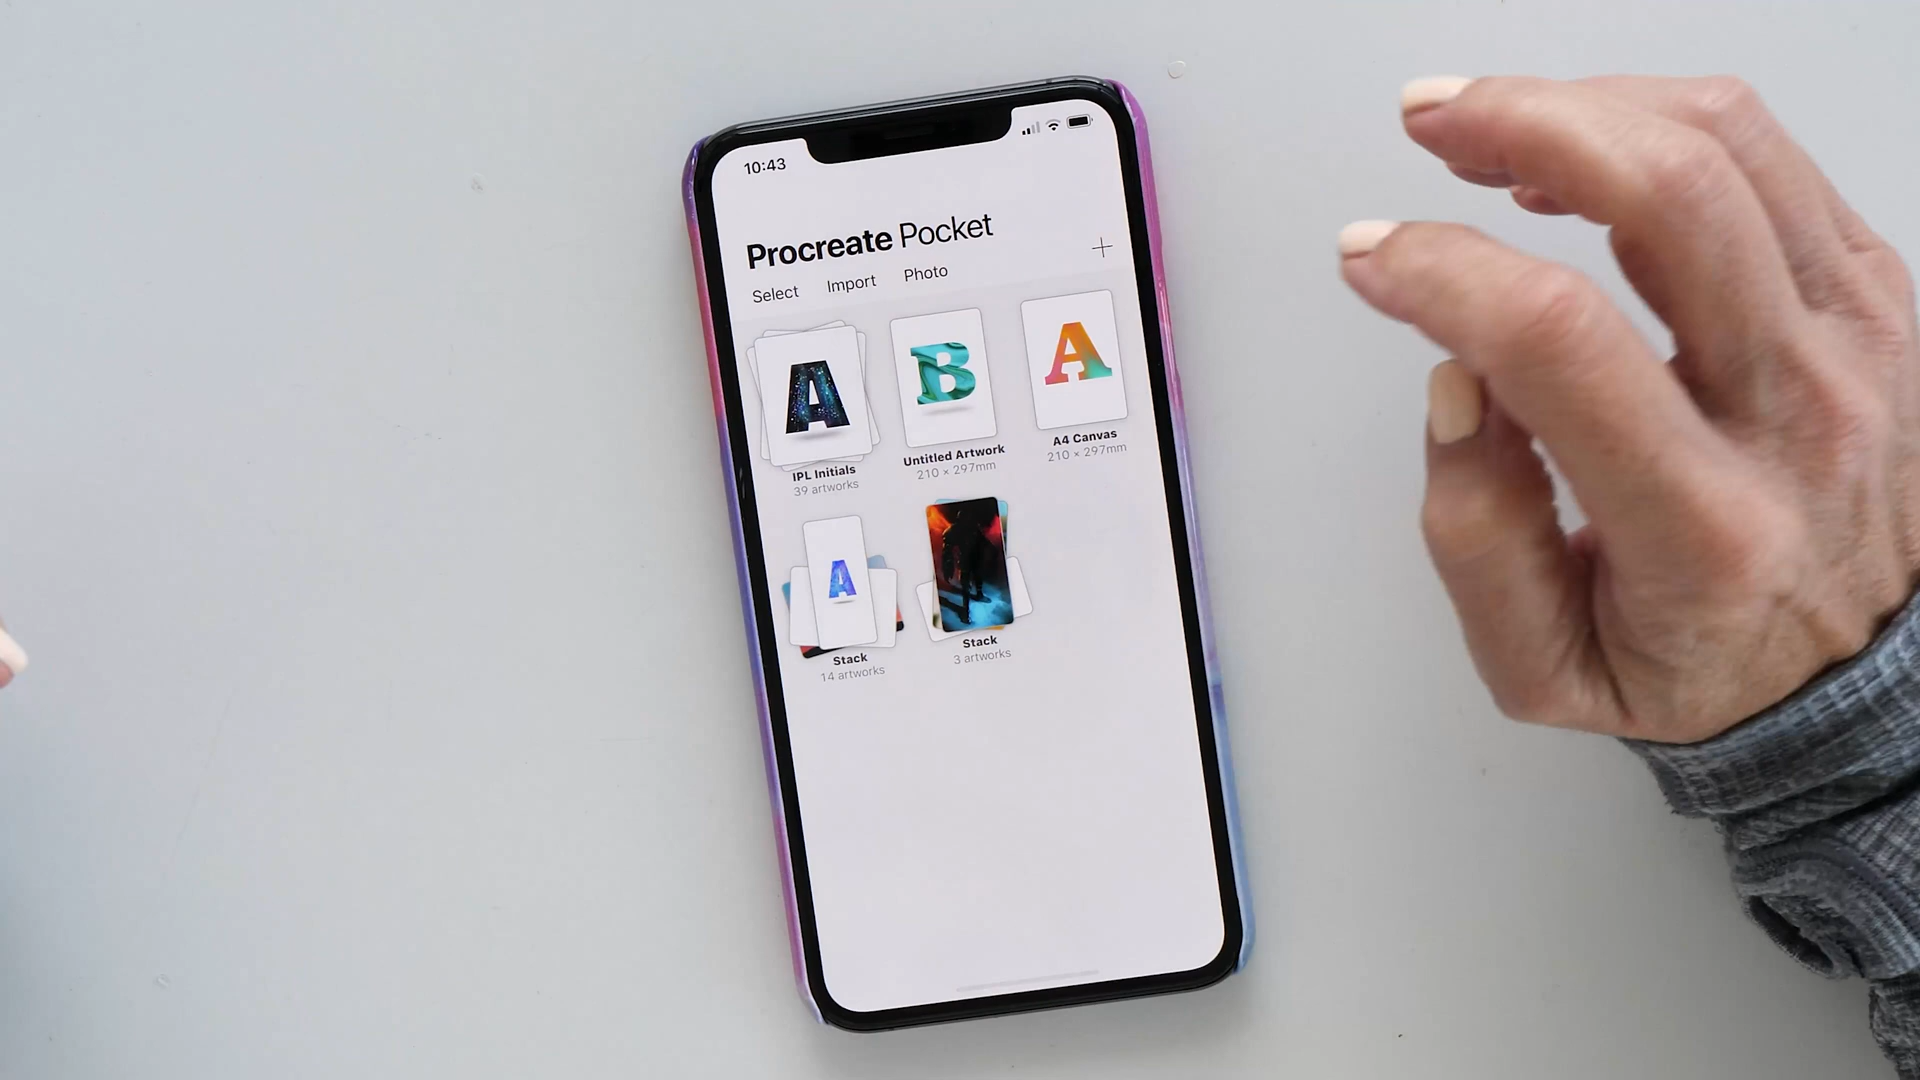 10:43
Procreate Pocket
Select Import Photo
A
B
A
IPL Initials
39 artworks
Untitled Artwork
210 × 297mm
A4 Canvas
210 × 297mm
A
Stack
14 artworks
Stack
3 artworks